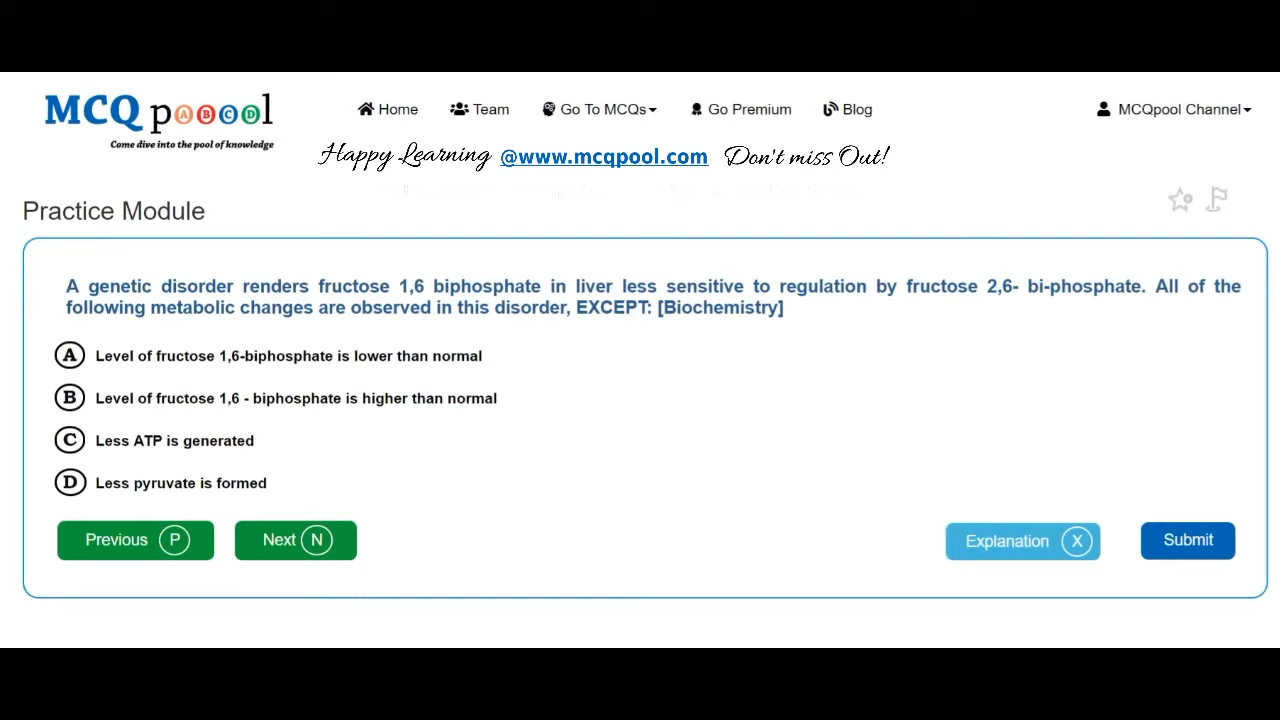 MCQ pⒶⒷⒸⒹl
Come dive into the pool of knowledge
Home Team Go To MCQs Go Premium Blog MCQpool Channel
Happy Learning @www.mcqpool.com Don't miss Out!
Practice Module
A genetic disorder renders fructose 1,6 biphosphate in liver less sensitive to regulation by fructose 2,6- bi-phosphate. All of the
following metabolic changes are observed in this disorder, EXCEPT: [Biochemistry]
A Level of fructose 1,6-biphosphate is lower than normal
B Level of fructose 1,6 - biphosphate is higher than normal
C Less ATP is generated
D Less pyruvate is formed
Previous P Next N Explanation X Submit